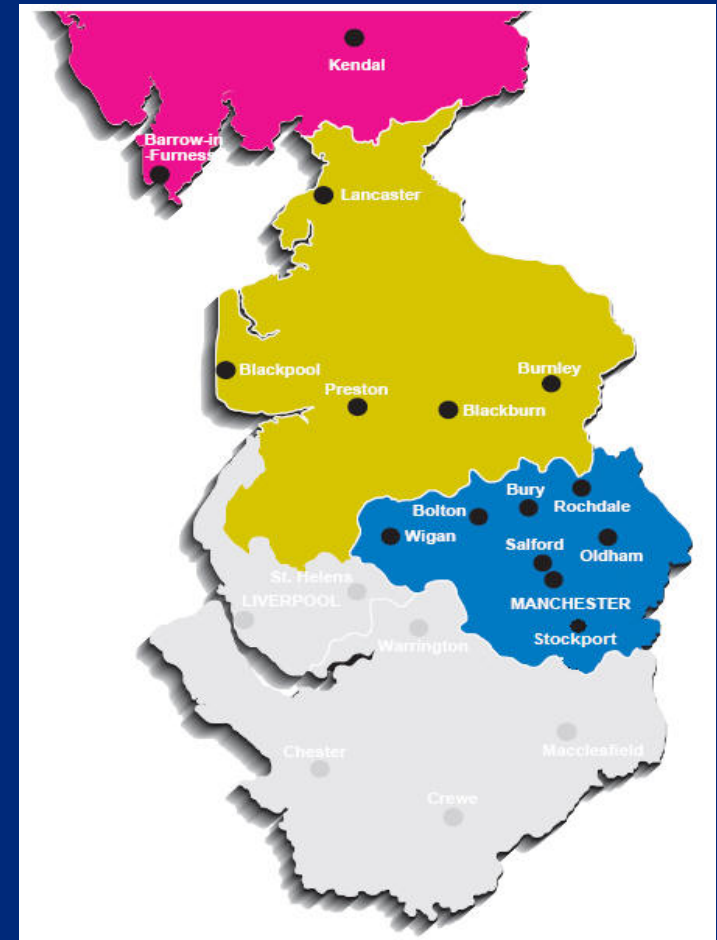 Kendal
Barrow-in
-Furness
Lancaster
Blackpool
Burnley
Preston
Blackburn
Bury
Rochdale
Bolton
Wigan
Oldham
Salford
St. Helens
LIVERPOOL
MANCHESTER
Stockport
Warrington
Macclesfield
Chester
Crewe